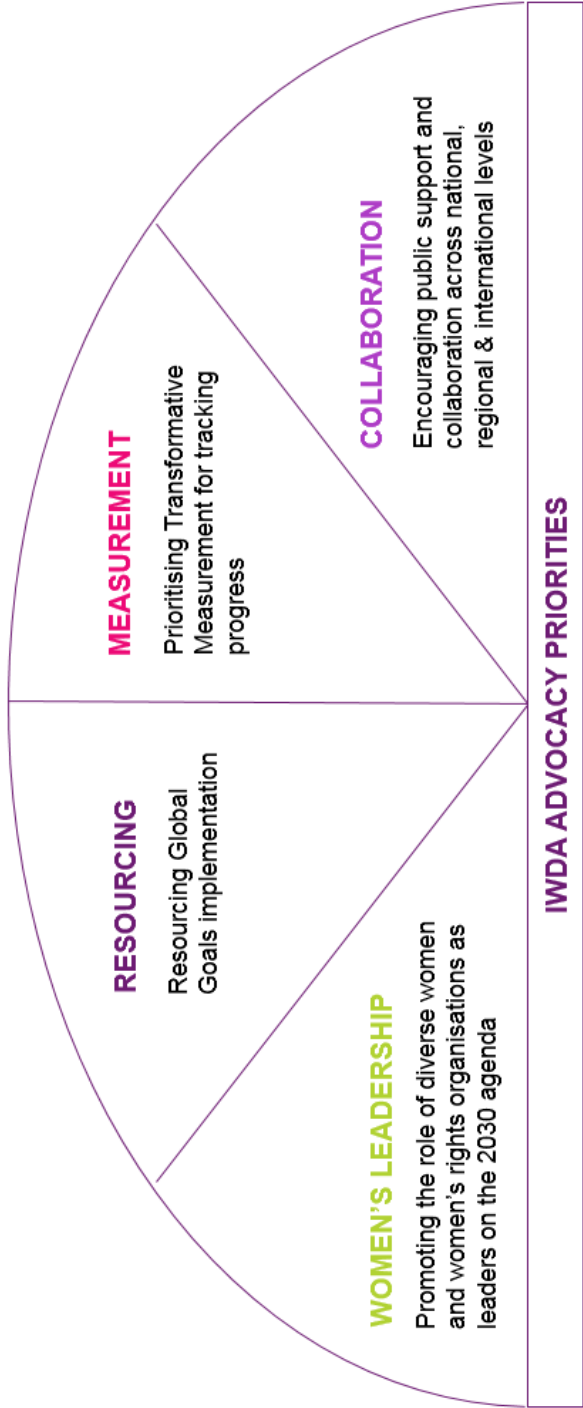 WOMEN’S LEADERSHIP
Promoting the role of diverse women
and women’s rights organisations as
leaders on the 2030 agenda
RESOURCING
Resourcing Global
Goals implementation
MEASUREMENT
Prioritising Transformative
Measurement for tracking
progress
COLLABORATION
Encouraging public support and
collaboration across national,
regional & international levels
IWDA ADVOCACY PRIORITIES